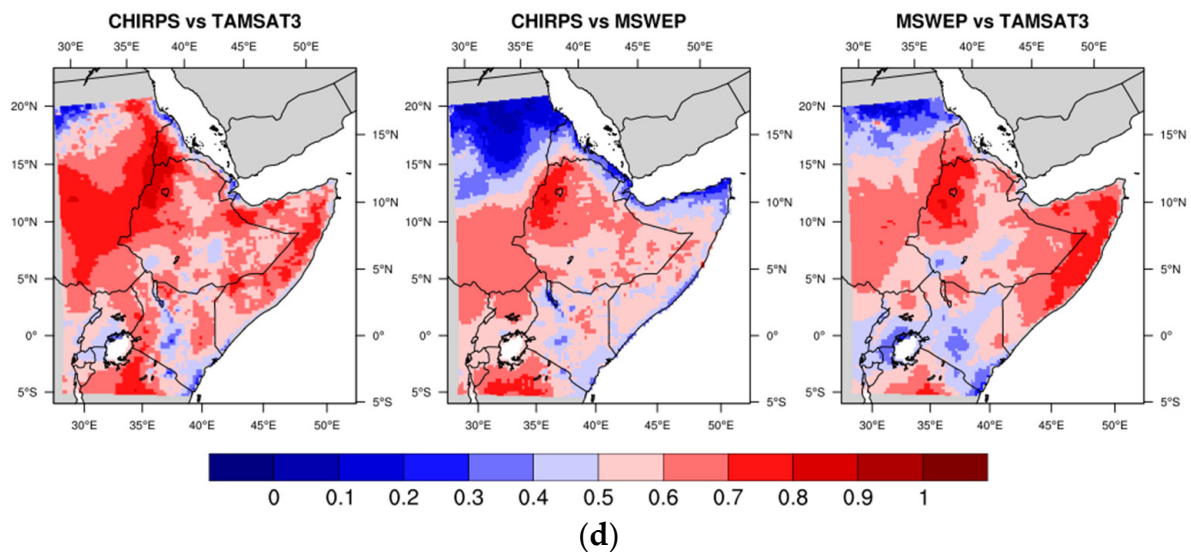 CHIRPS vs TAMSAT3 CHIRPS vs MSWEP MSWEP vs TAMSAT3
30°E 35°E 40°E 50°E 30°E 35°E 40°E 50°E 30°E 35°E 40°E 50°E
20°N 20°N 20°N
15°N 15°N 15°N
15°N 15°N 15°N
10°N 10°N 10°N
10°N 10°N 10°N
5°N 5°N 5°N
5°N 5°N 5°N
0° 0° 0° 0° 0° 0°
5°S 5°S 5°S
5°S 5°S 5°S
30°E 35°E 40°E 45°E 50°E 30°E 35°E 40°E 45°E 50°E 30°E 35°E 40°E 45°E 50°E
0 0.1 0.2 0.3 0.4 0.5 0.6 0.7 0.8 0.9 1
(d)